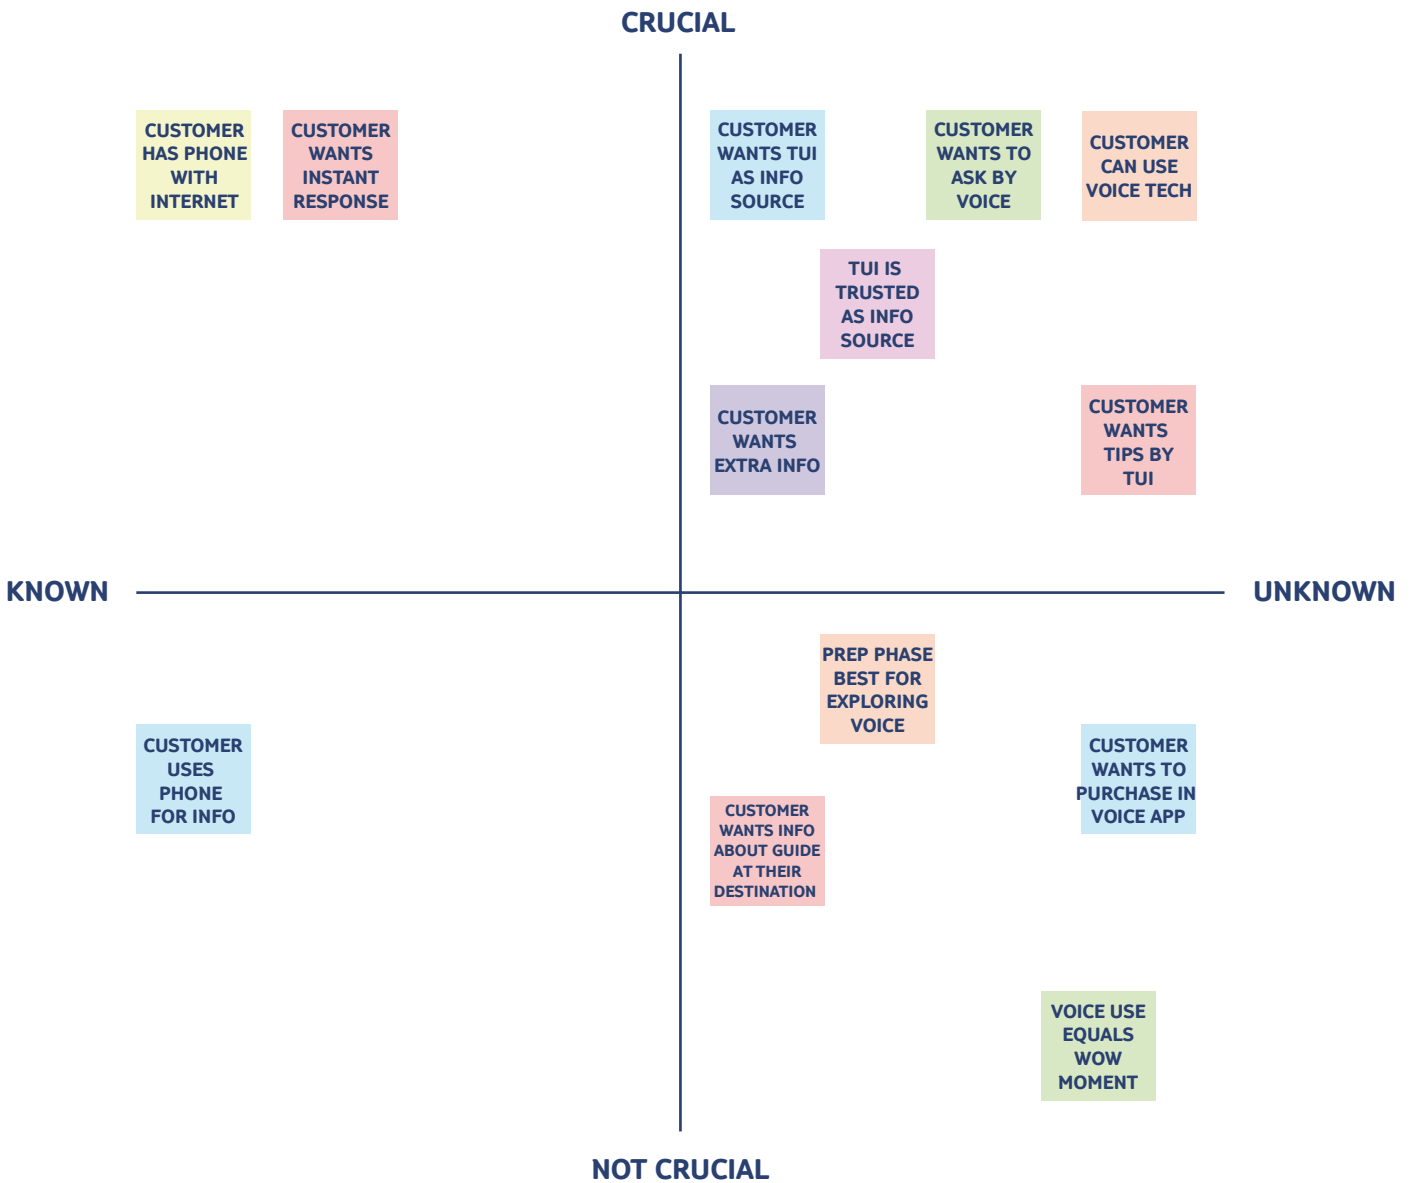 CRUCIAL
CUSTOMER
HAS PHONE
WITH
INTERNET
CUSTOMER
WANTS
INSTANT
RESPONSE
CUSTOMER
WANTS TUI
AS INFO
SOURCE
CUSTOMER
WANTS TO
ASK BY
VOICE
CUSTOMER
CAN USE
VOICE TECH
TUI IS
TRUSTED
AS INFO
SOURCE
CUSTOMER
WANTS
EXTRA INFO
CUSTOMER
WANTS
TIPS BY
TUI
KNOWN
UNKNOWN
PREP PHASE
BEST FOR
EXPLORING
VOICE
CUSTOMER
USES
PHONE
FOR INFO
CUSTOMER
WANTS TO
PURCHASE IN
VOICE APP
CUSTOMER
WANTS INFO
ABOUT GUIDE
AT THEIR
DESTINATION
VOICE USE
EQUALS
WOW
MOMENT
NOT CRUCIAL